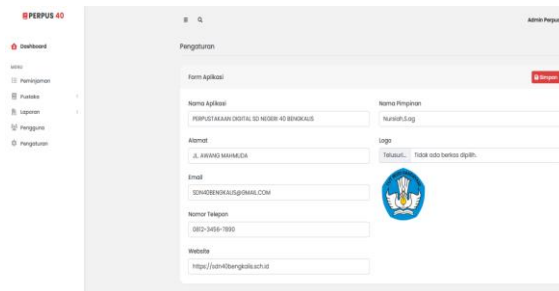 PERPUS 40
Admin Perpus
Dashboard
Pengaturan
MENU
Peminjaman
Form Aplikasi
Simpan
Pustaka
Laporan
Nama Aplikasi
Nama Pimpinan
Pengguna
PERPUSTAKAAN DIGITAL SD NEGERI 40 BENGKALIS
Nursiah,S.ag
Pengaturan
Alamat
Logo
JL. AWANG MAHMUDA
Telusuri... Tidak ada berkas dipilih.
Email
SDN40BENGKALIS@GMAIL.COM
Nomor Telepon
0812-3456-7890
Website
https://sdn40bengkalis.sch.id